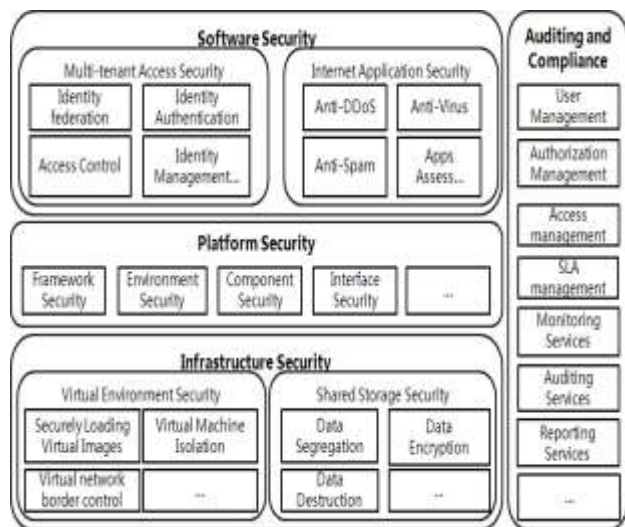 Software Security
Multi-tenant Access Security
Identity
federation
Identity
Authentication
Access Control
Identity
Management...
Internet Application Security
Anti-DDoS
Anti-Virus
Anti-Spam
Apps
Assess...
Platform Security
Framework
Security
Environment
Security
Component
Security
Interface
Security
...
Infrastructure Security
Virtual Environment Security
Securely Loading
Virtual Images
Virtual Machine
Isolation
Virtual network
border control
...
Shared Storage Security
Data
Segregation
Data
Encryption
Data
Destruction
...
Auditing and
Compliance
User
Management
Authorization
Management
Access
management
SLA
management
Monitoring
Services
Auditing
Services
Reporting
Services
...